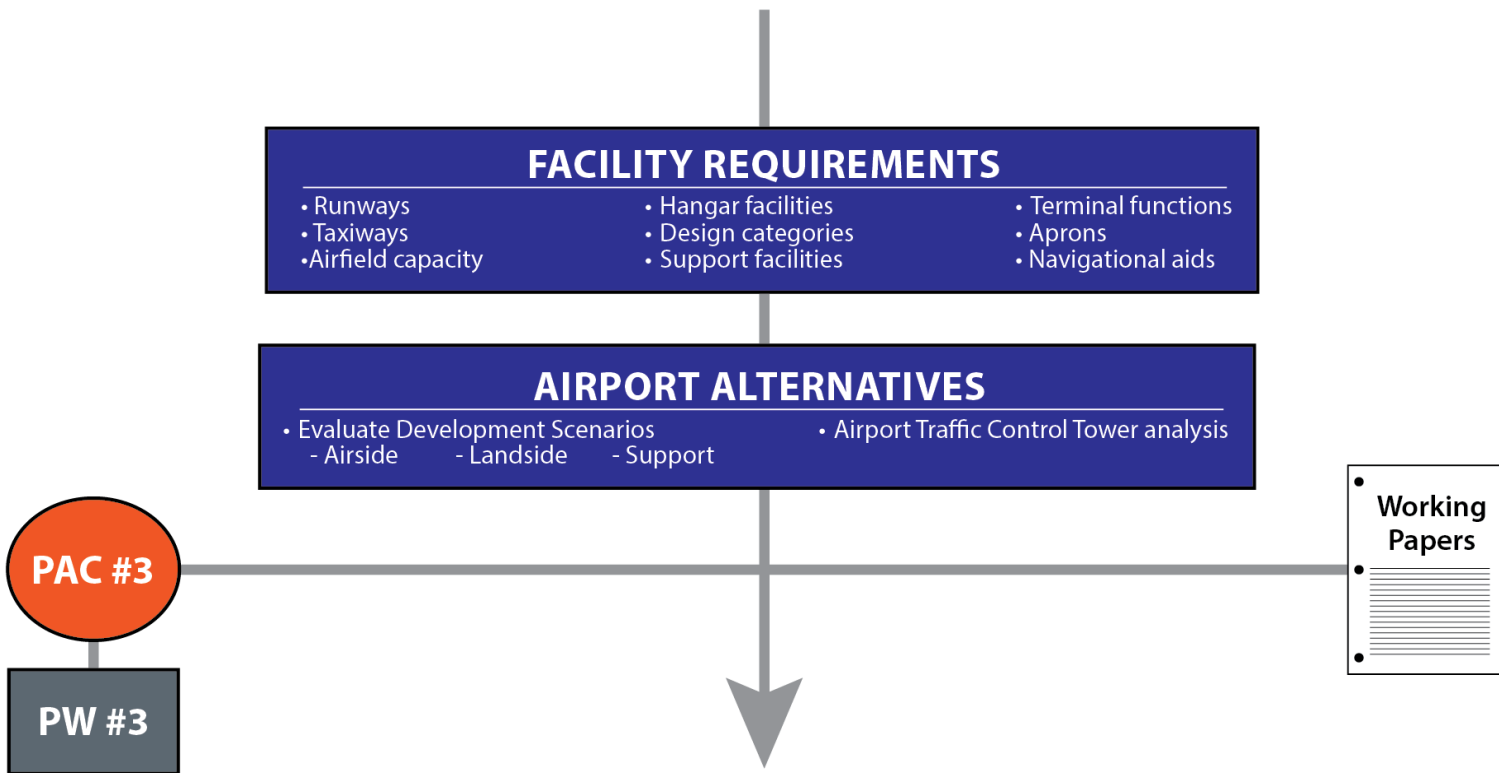 FACILITY REQUIREMENTS
• Runways
• Taxiways
•Airfield capacity
• Hangar facilities
• Design categories
• Support facilities
• Terminal functions
• Aprons
• Navigational aids
AIRPORT ALTERNATIVES
• Evaluate Development Scenarios
- Airside - Landside - Support
• Airport Traffic Control Tower analysis
PAC #3
PW #3
Working
Papers